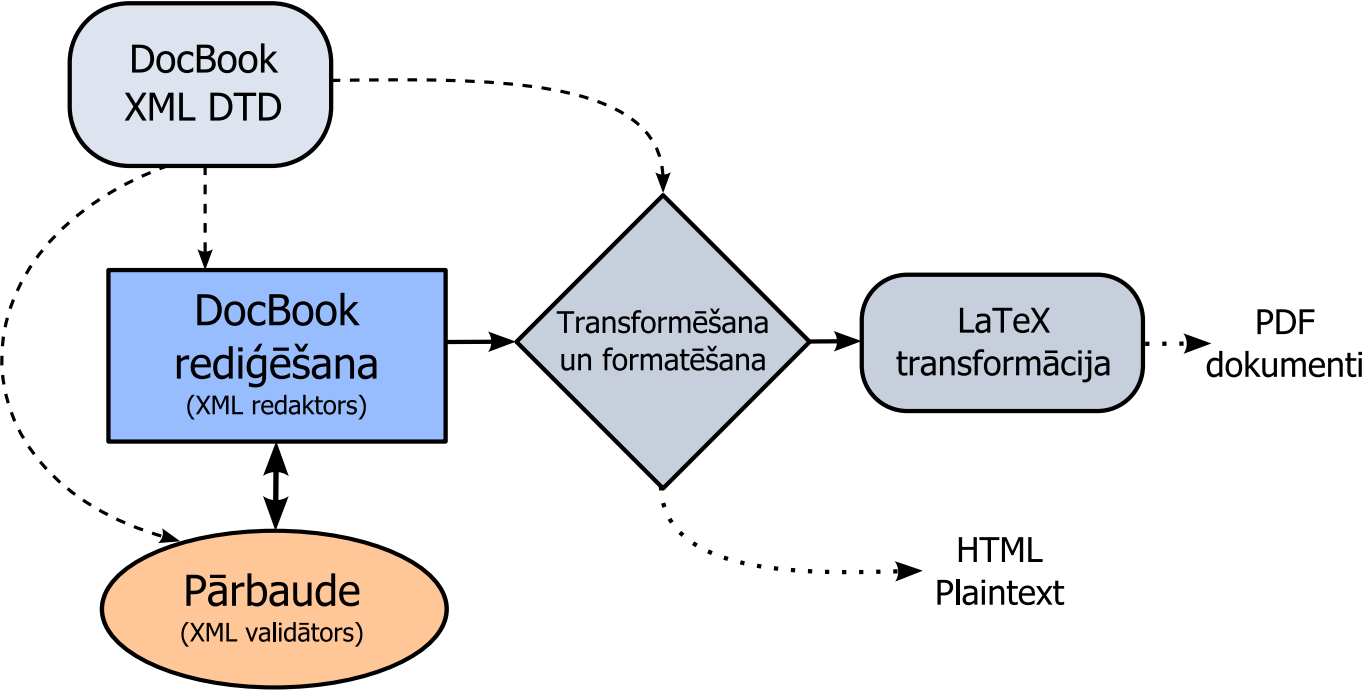 DocBook
XML DTD
DocBook
rediģēšana
(XML redaktors)
Transformēšana
un formatēšana
LaTeX
transformācija
PDF
dokumenti
HTML
Plaintext
Pārbaude
(XML validātors)